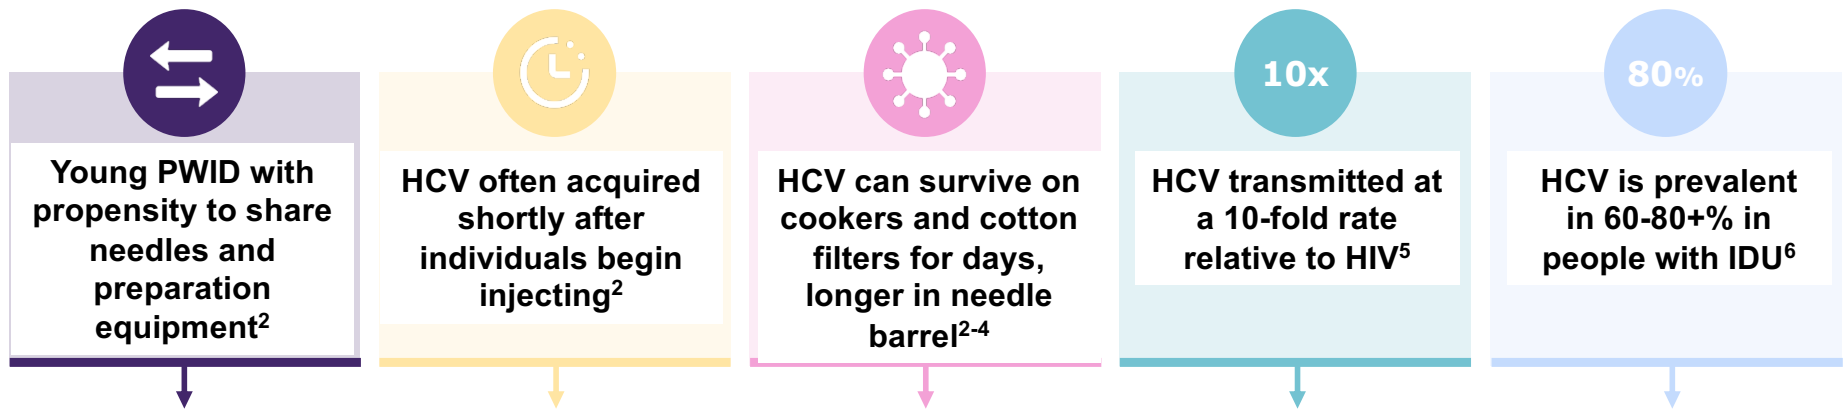 Young PWID with
propensity to share
needles and
preparation
equipment²
HCV often acquired
shortly after
individuals begin
injecting²
HCV can survive on
cookers and cotton
filters for days,
longer in needle
barrel²⁻⁴
10x
HCV transmitted at
a 10-fold rate
relative to HIV⁵
80%
HCV is prevalent
in 60-80+% in
people with IDU⁶